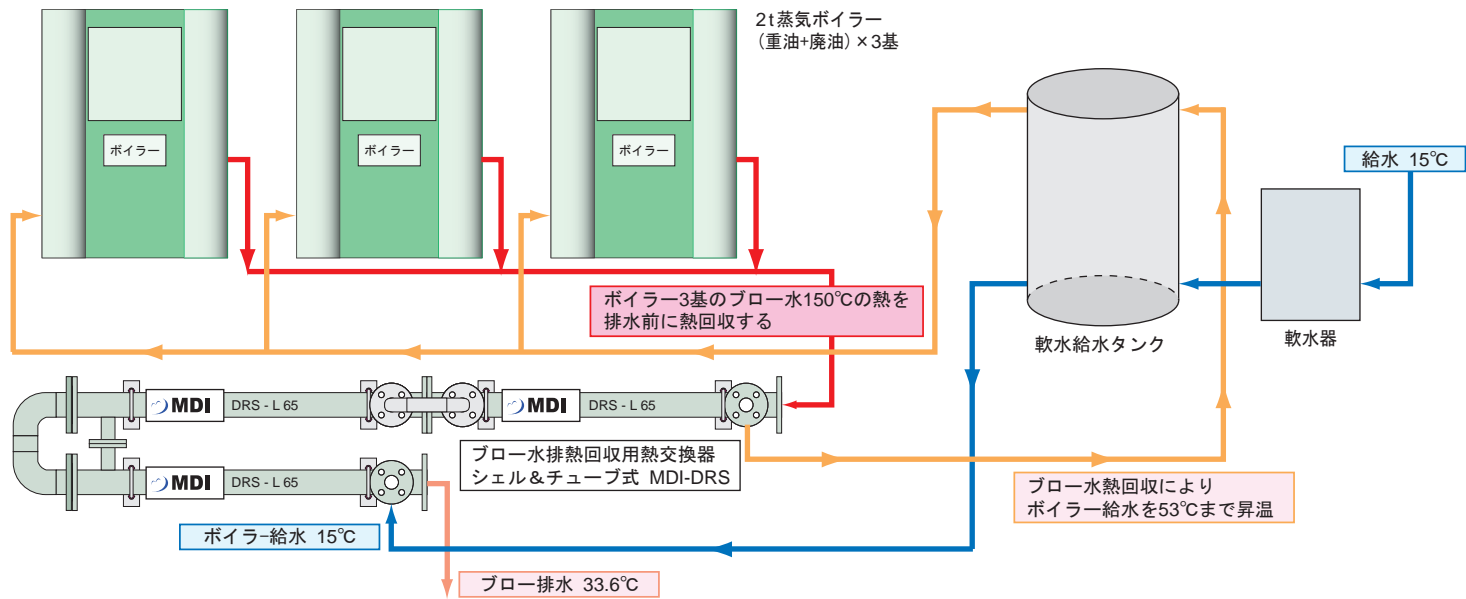 2t蒸気ボイラー
(重油+廃油)×3基
ボイラー
ボイラー
ボイラー
給水 15℃
ボイラー3基のブロー水150℃の熱を
排水前に熱回収する
軟水給水タンク
軟水器
MDI DRS - L 65
MDI DRS - L 65
ブロー水排熱回収用熱交換器
シェル&チューブ式 MDI-DRS
MDI DRS - L 65
ブロー水熱回収により
ボイラー給水を53℃まで昇温
ボイラ-給水 15℃
ブロー排水 33.6℃